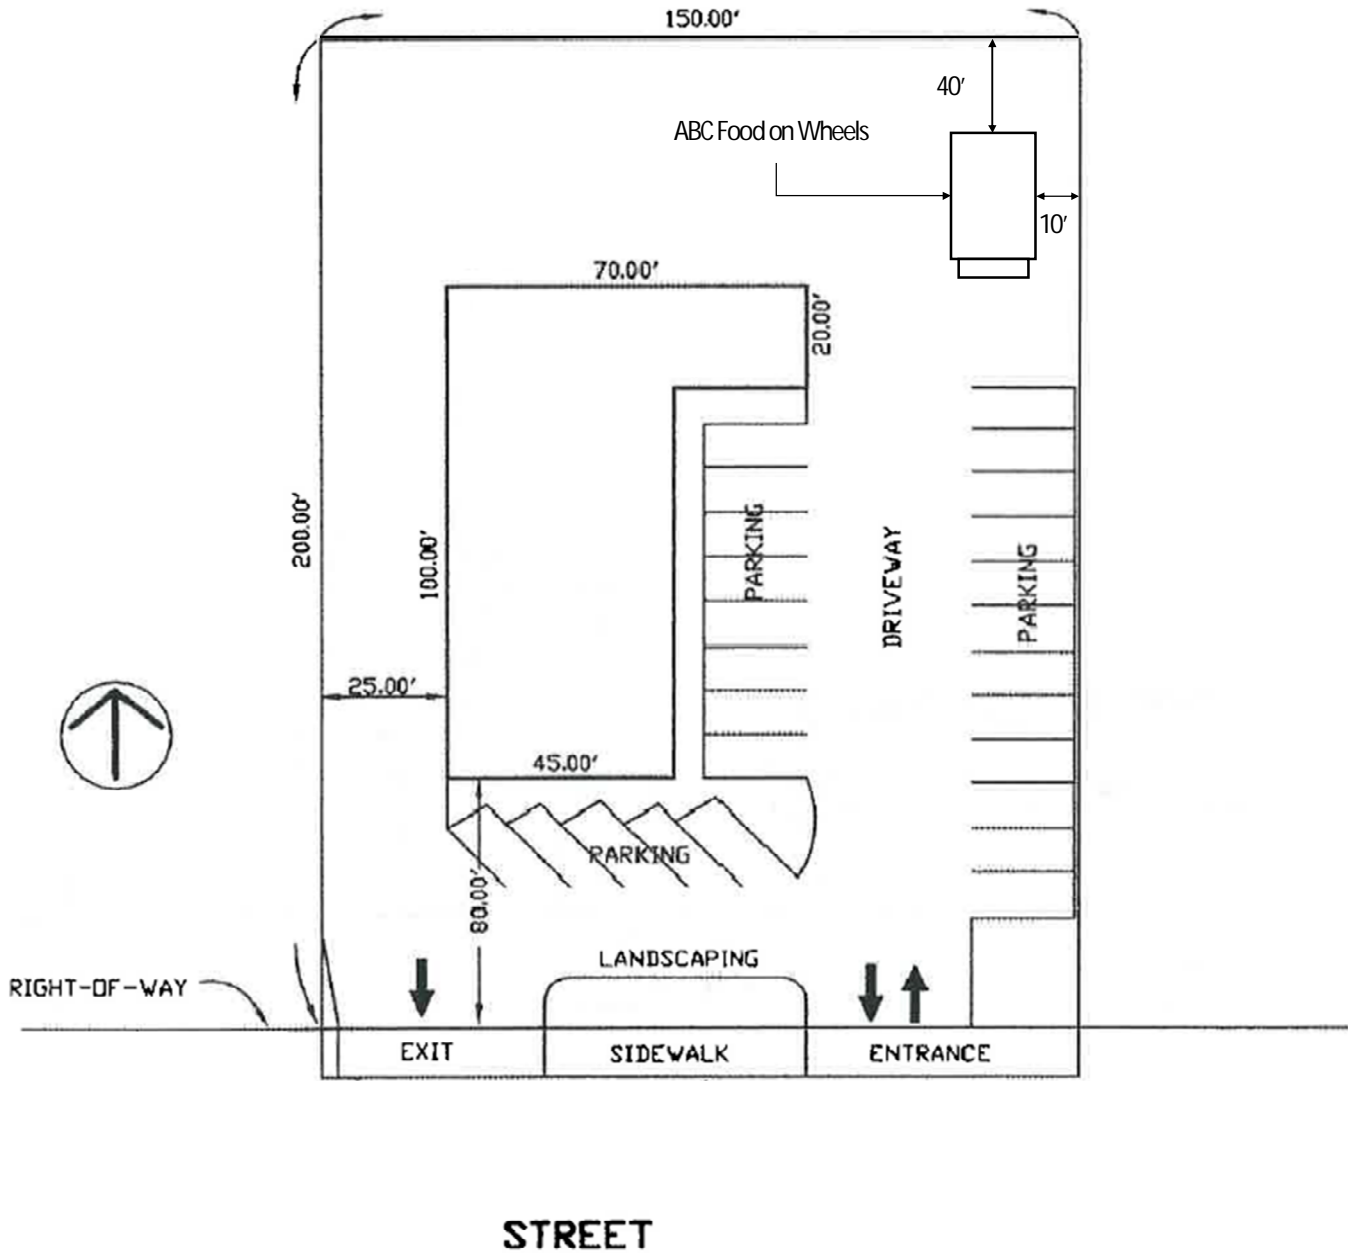 150.00'
40'
ABC Food on Wheels
10'
70.00'
20.00'
200.00'
100.00'
PARKING
DRIVEWAY
PARKING
25.00'
45.00'
PARKING
80.00'
LANDSCAPING
RIGHT-OF-WAY
EXIT
SIDEWALK
ENTRANCE
STREET